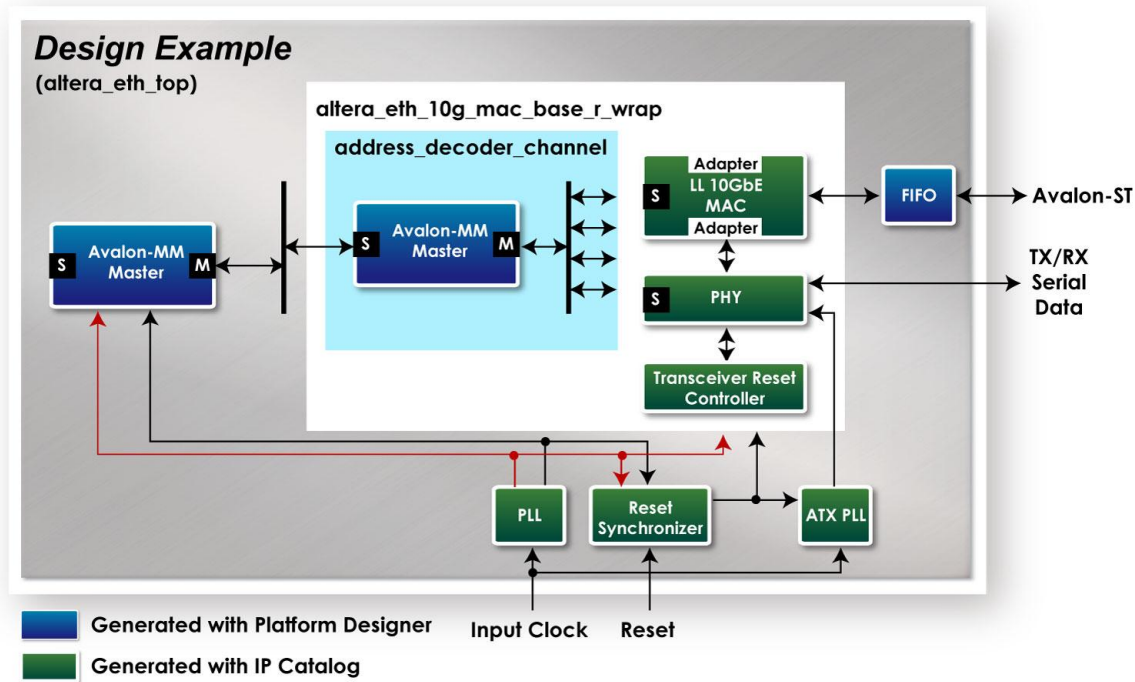 Design Example
(altera_eth_top)
altera_eth_10g_mac_base_r_wrap
address_decoder_channel
S
Avalon-MM
Master
M
S
Avalon-MM
Master
M
Adapter
S
LL 10GbE
MAC
Adapter
FIFO
Avalon-ST
S
PHY
TX/RX
Serial
Data
Transceiver Reset
Controller
PLL
Reset
Synchronizer
ATX PLL
Input Clock
Reset
Generated with Platform Designer
Generated with IP Catalog